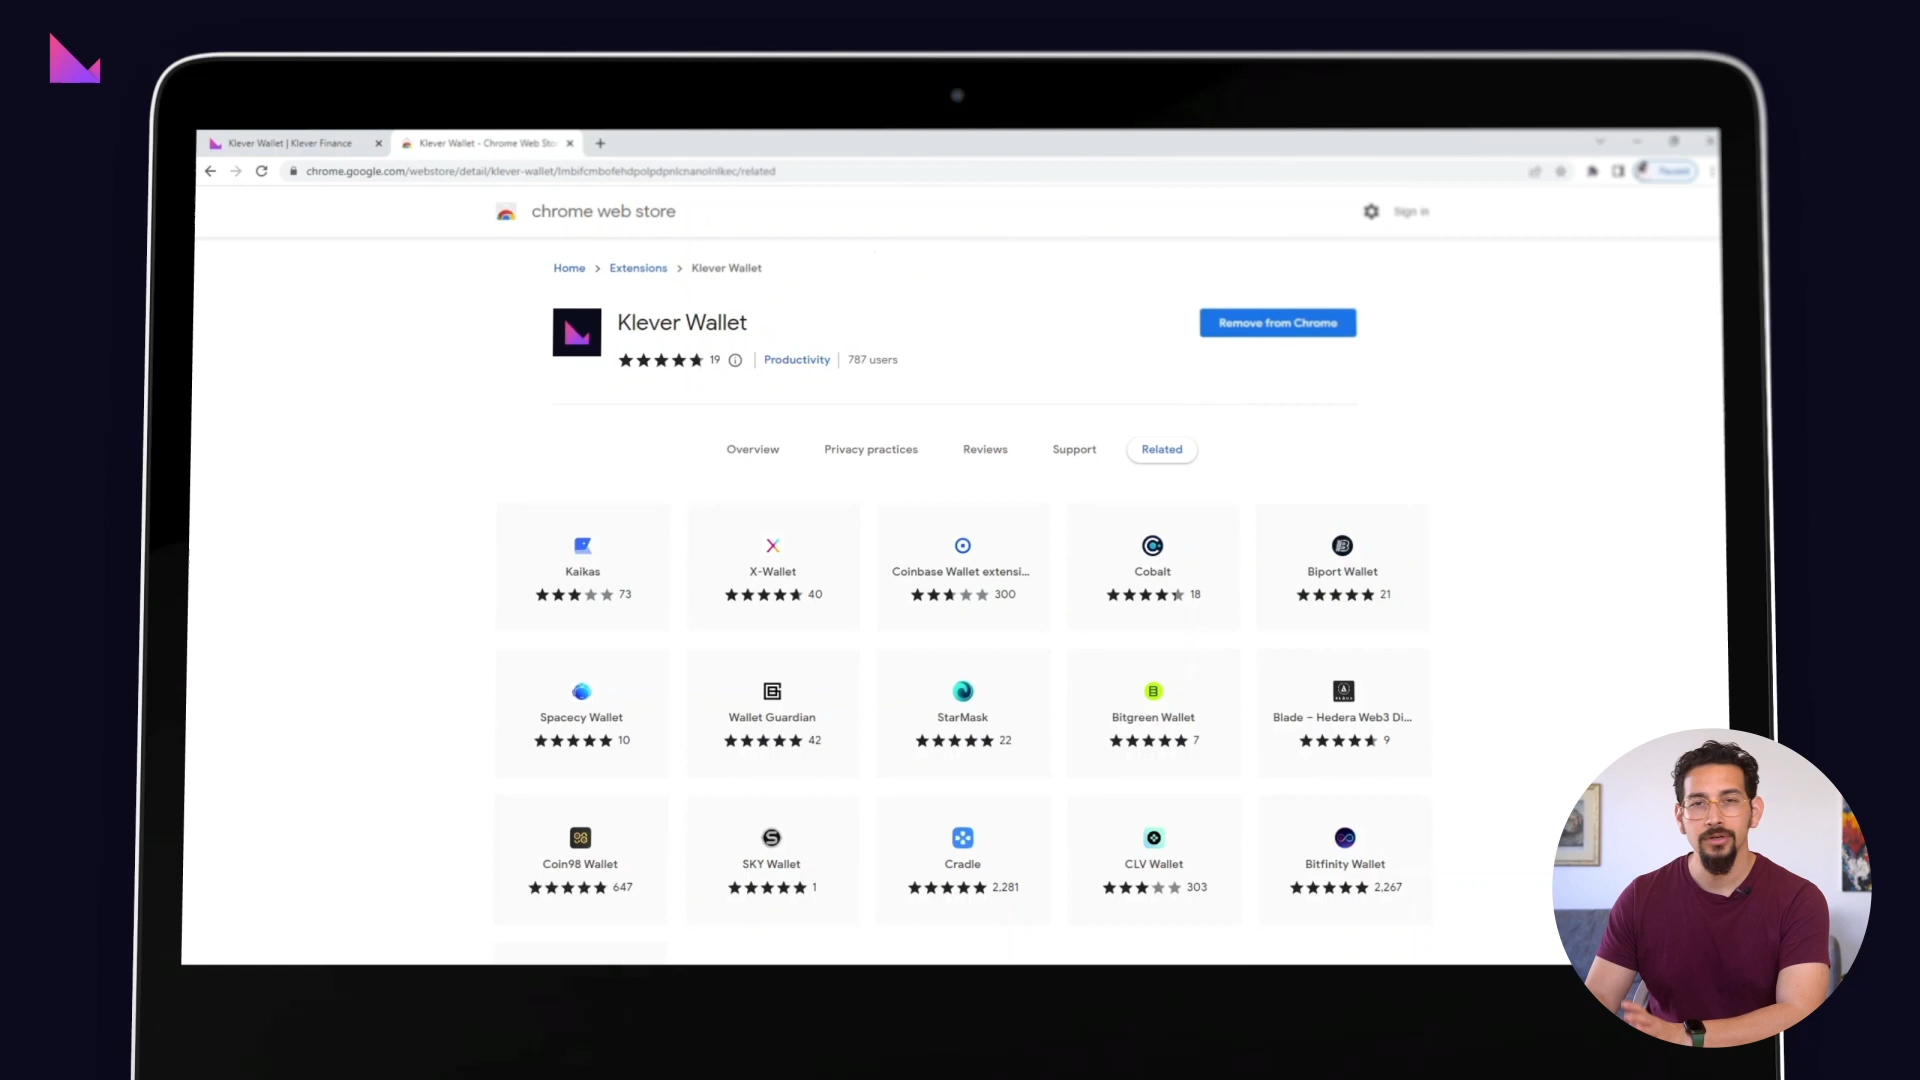 Klever Wallet | Klever Finance
Klever Wallet - Chrome Web Sto
chrome.google.com/webstore/detail/klever-wallet/lmbifcmbofehdpolpdpnlcnanolnlkec/related
Paused
chrome web store
Sign in
Home > Extensions > Klever Wallet
Klever Wallet
Remove from Chrome
19 | Productivity | 787 users
Overview Privacy practices Reviews Support Related
Kaikas X-Wallet Coinbase Wallet extensi... Cobalt Biport Wallet
73 40 300 18 21
Spacecy Wallet Wallet Guardian StarMask Bitgreen Wallet Blade – Hedera Web3 Di...
10 42 22 7 9
Coin98 Wallet SKY Wallet Cradle CLV Wallet Bitfinity Wallet
647 1 2,281 303 2,267